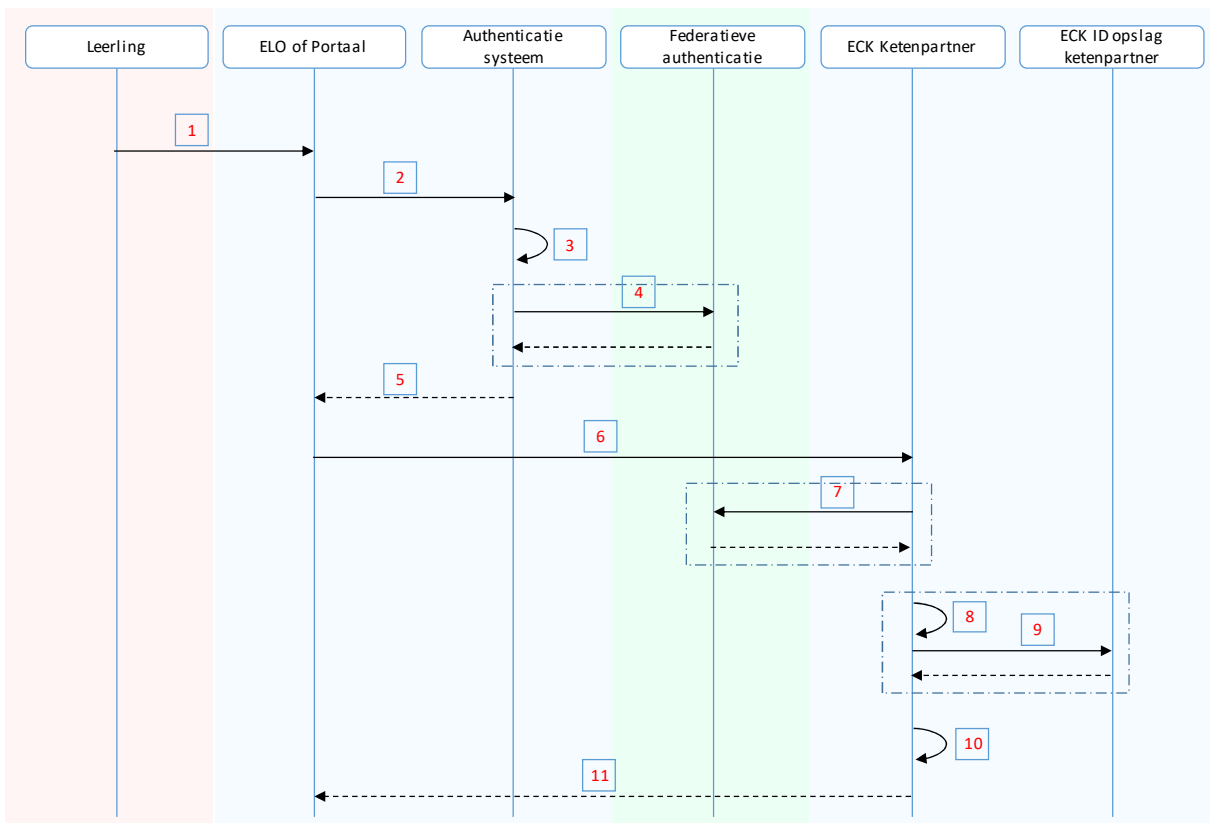 Leerling
ELO of Portaal
Authenticatie
systeem
Federatieve
authenticatie
ECK Ketenpartner
ECK ID opslag
ketenpartner
1
2
3
4
5
6
7
8
9
10
11